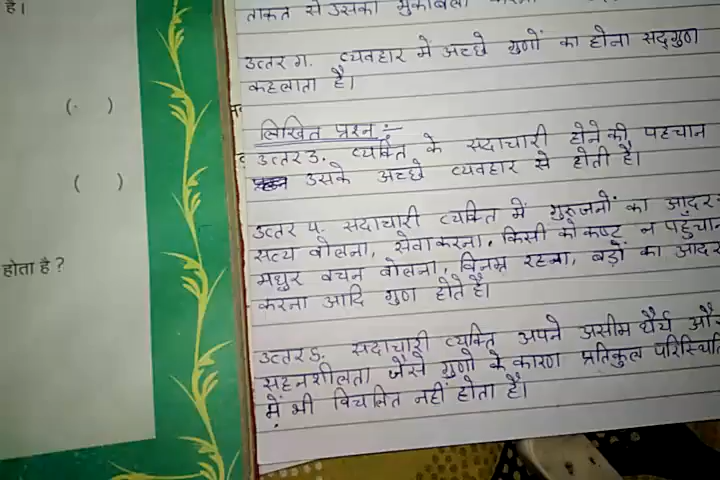 है।
( )
( )
होता है ?
ताकत से उसका मुकाबला
उत्तर ग. व्यवहार में अच्छे गुणों का होना सद्गुण
कहलाता है।
लिखित प्रश्न :-
उत्तर 3. व्यक्ति के सदाचारी होने की पहचान
उसके अच्छे व्यवहार से होती है।
उत्तर 4. सदाचारी व्यक्ति में गुरूजनों का आदर
सत्य बोलना, सेवा करना, किसी को कष्ट न पहुँचान
मधुर वचन बोलना, विनम्र रहना, बड़ों का आदर
करना आदि गुण होते हैं।
उत्तर 5. सदाचारी व्यक्ति अपने असीम धैर्य और
सहनशीलता जैसे गुणो के कारण प्रतिकुल परिस्थिति
में भी विचलित नहीं होता है।